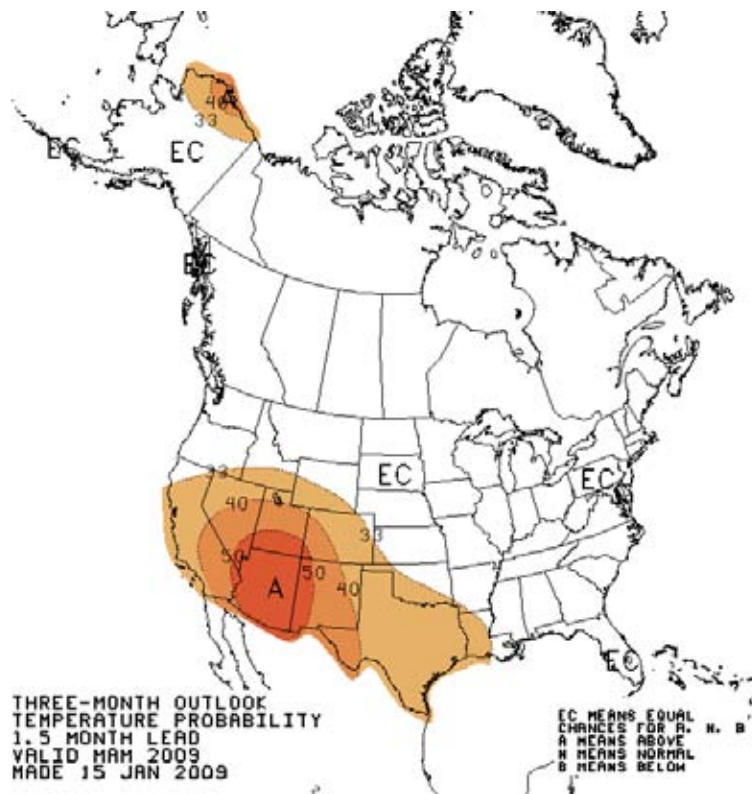 40
33
EC
EC
EC
33
40
EC
EC
33
50
50
40
A
EC
THREE-MONTH OUTLOOK
TEMPERATURE PROBABILITY
1.5 MONTH LEAD
VALID MAM 2009
MADE 15 JAN 2009
EC MEANS EQUAL
CHANCES FOR A, N, B
A MEANS ABOVE
N MEANS NORMAL
B MEANS BELOW